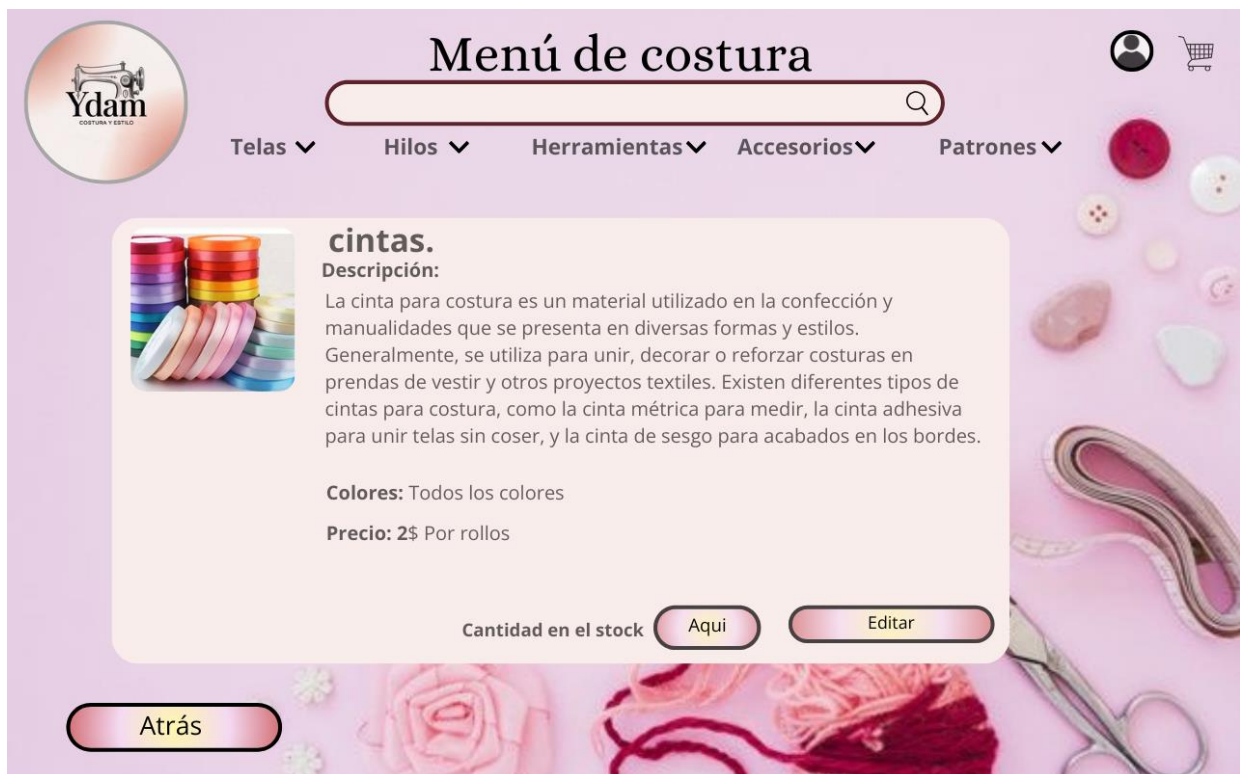 Menú de costura
Ydam
COSTURA Y ESTILO
Telas Hilos Herramientas Accesorios Patrones
cintas.
Descripción:
La cinta para costura es un material utilizado en la confección y
manualidades que se presenta en diversas formas y estilos.
Generalmente, se utiliza para unir, decorar o reforzar costuras en
prendas de vestir y otros proyectos textiles. Existen diferentes tipos de
cintas para costura, como la cinta métrica para medir, la cinta adhesiva
para unir telas sin coser, y la cinta de sesgo para acabados en los bordes.
Colores: Todos los colores
Precio: 2$ Por rollos
Cantidad en el stock Aqui Editar
Atrás